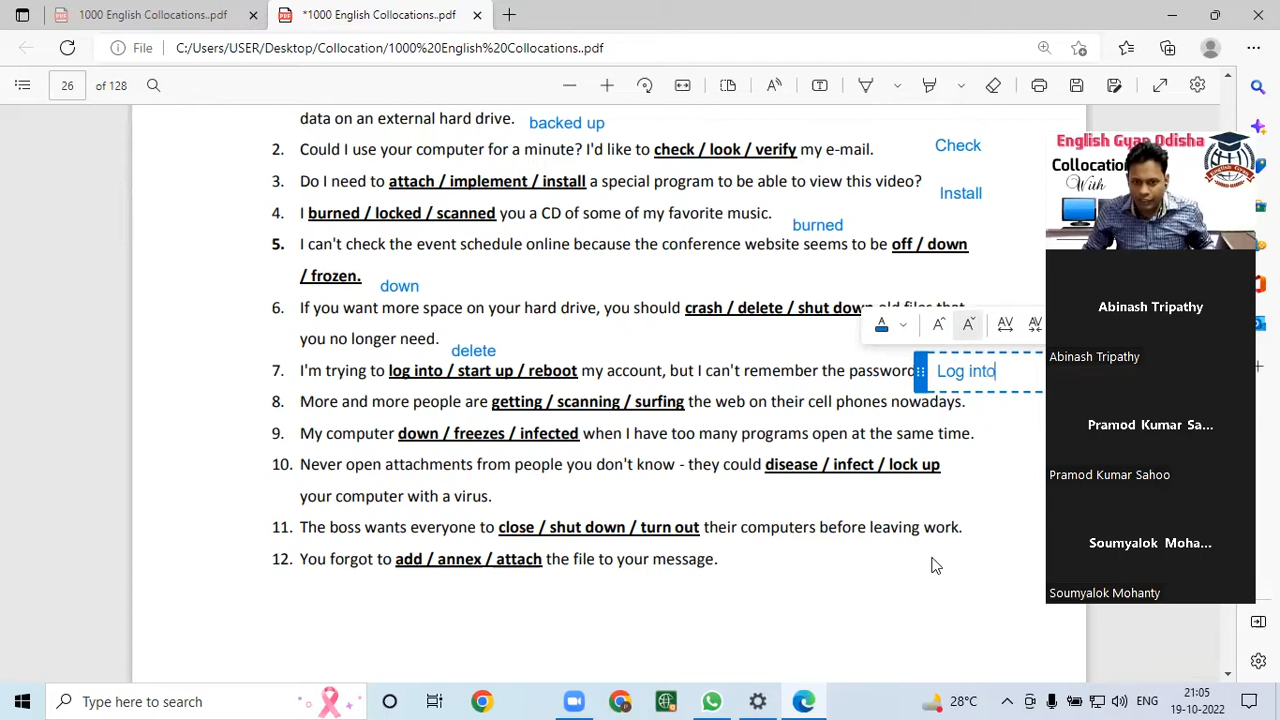 1000 English Collocations..pdf
*1000 English Collocations..pdf
File
C:/Users/USER/Desktop/Collocation/1000%20English%20Collocations..pdf
26 of 128
data on an external hard drive.
backed up
2. Could I use your computer for a minute? I'd like to check / look / verify my e-mail.
Check
3. Do I need to attach / implement / install a special program to be able to view this video?
Install
4. I burned / locked / scanned you a CD of some of my favorite music.
burned
5. I can't check the event schedule online because the conference website seems to be off / down
/ frozen.
down
6. If you want more space on your hard drive, you should crash / delete / shut down old files that
you no longer need.
delete
7. I'm trying to log into / start up / reboot my account, but I can't remember the password
Log into
8. More and more people are getting / scanning / surfing the web on their cell phones nowadays.
9. My computer down / freezes / infected when I have too many programs open at the same time.
10. Never open attachments from people you don't know - they could disease / infect / lock up
your computer with a virus.
11. The boss wants everyone to close / shut down / turn out their computers before leaving work.
12. You forgot to add / annex / attach the file to your message.
English Gyan Odisha
Collocation
With
Abinash Tripathy
Abinash Tripathy
Pramod Kumar Sa...
Pramod Kumar Sahoo
Soumyalok Moha...
Soumyalok Mohanty
Type here to search
28°C
ENG
21:05
19-10-2022